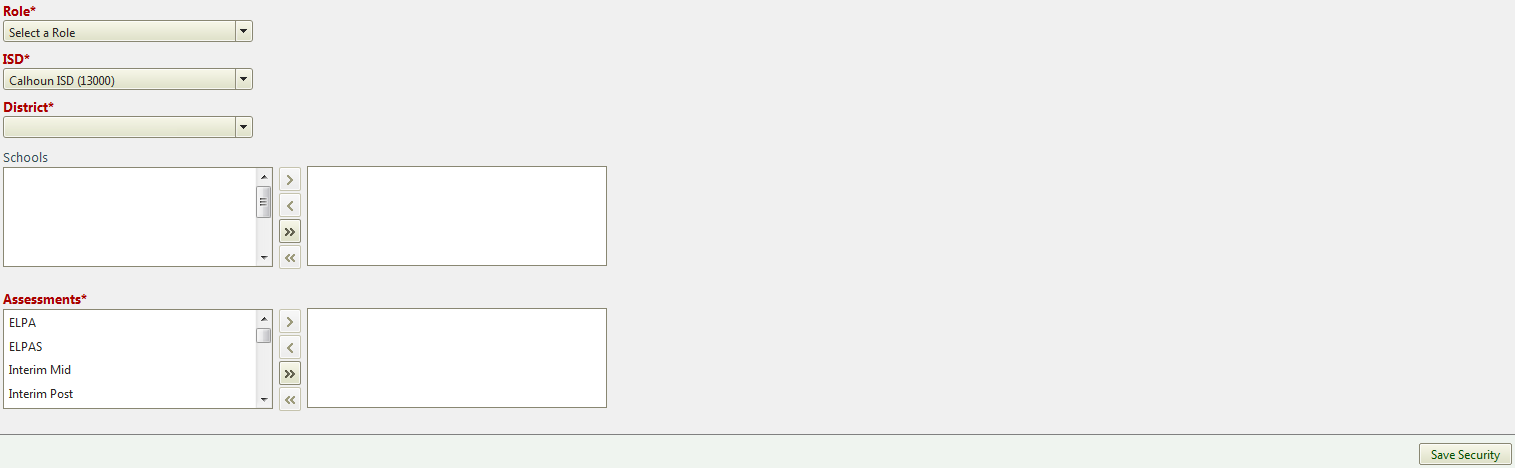 Role*
Select a Role
ISD*
Calhoun ISD (13000)
District*
Schools
Assessments*
ELPA
ELPAS
Interim Mid
Interim Post
Save Security